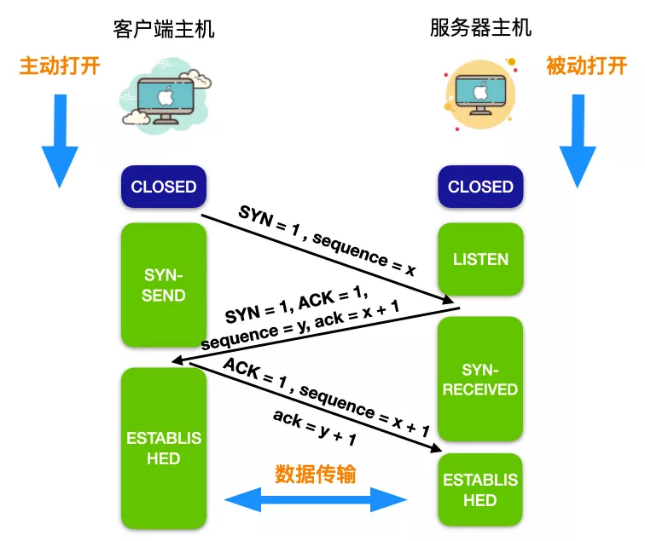 客户端主机
服务器主机
主动打开
被动打开
CLOSED
CLOSED
SYN = 1 , sequence = x
SYN-
SEND
LISTEN
SYN = 1, ACK = 1,
sequence = y, ack = x + 1
SYN-
RECEIVED
ACK = 1 , sequence = x + 1
ack = y + 1
ESTABLIS
HED
数据传输
ESTABLIS
HED